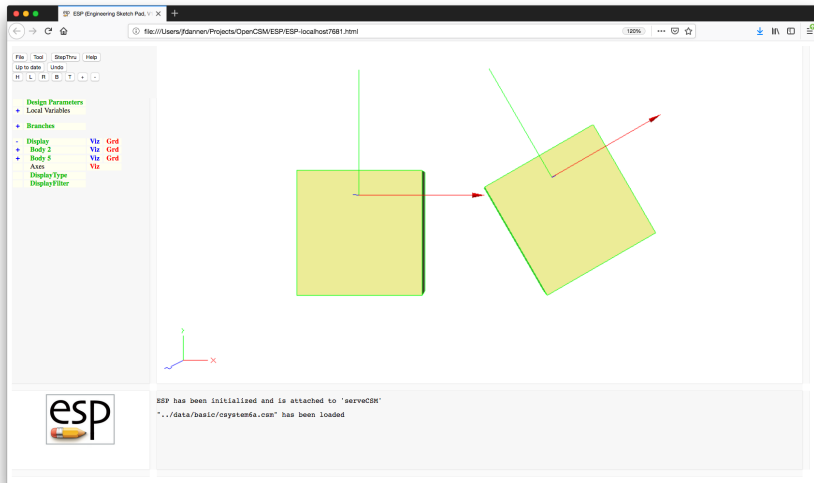 ESP (Engineering Sketch Pad, V
file:///Users/jfdannen/Projects/OpenCSM/ESP/ESP-localhost7681.html
120%
File Tool StepThru Help
Up to date Undo
H L R B T + -
Design Parameters
+ Local Variables
+ Branches
- Display Viz Grd
+ Body 2 Viz Grd
+ Body 5 Viz Grd
Axes Viz
DisplayType
DisplayFilter
Y
X
esp
ESP has been initialized and is attached to 'serveCSM'
"../data/basic/csystem6a.csm" has been loaded